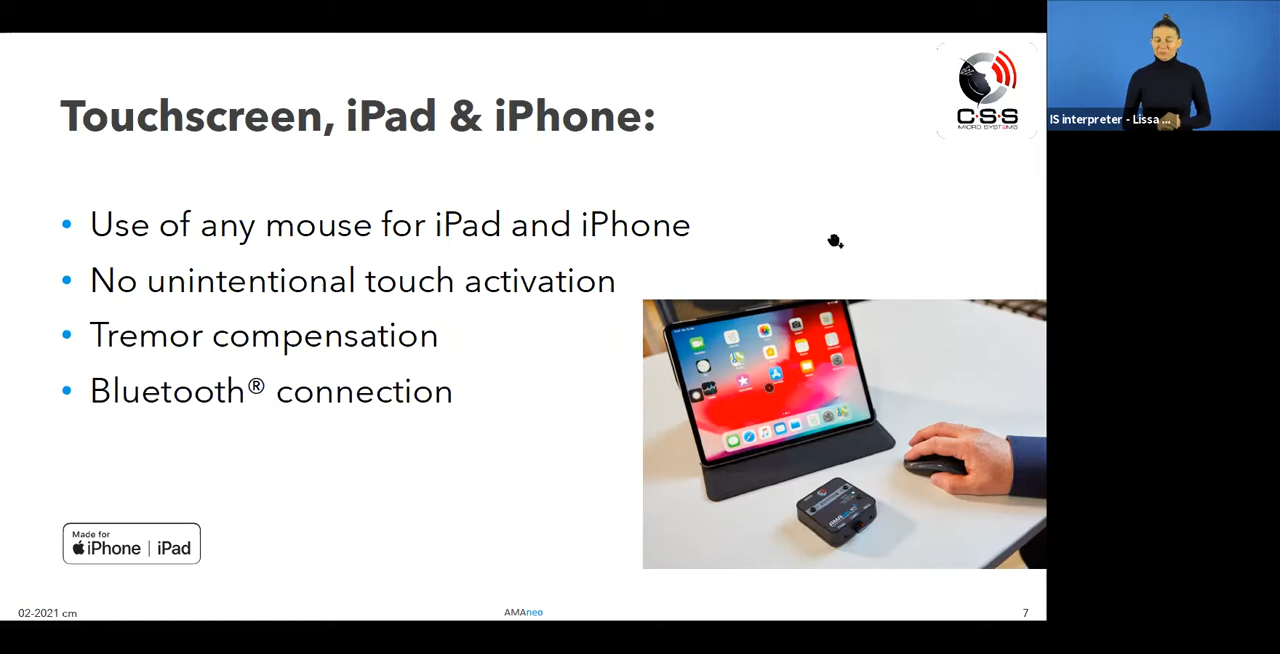 Touchscreen, iPad & iPhone:
C·S·S
MICRO SYSTEMS
IS interpreter - Lissa ...
• Use of any mouse for iPad and iPhone
• No unintentional touch activation
• Tremor compensation
• Bluetooth® connection
Made for
iPhone | iPad
02-2021 cm
AMAneo
7